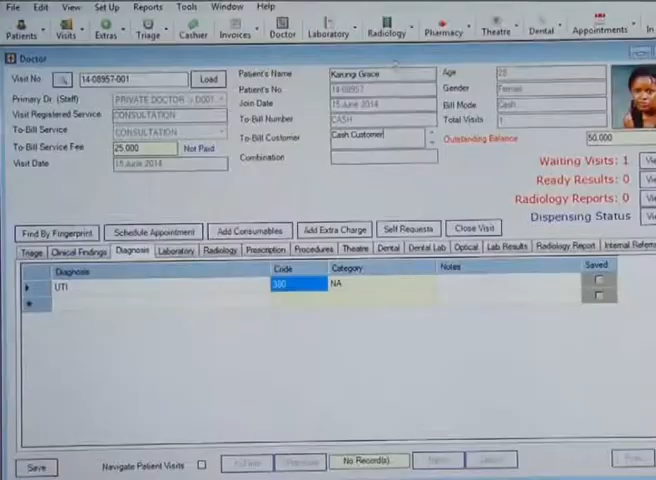 File Edit View Set Up Reports Tools Window Help
Patients Visits Extras Triage Cashier Invoices Doctor Laboratory Radiology Pharmacy Theatre Dental Appointments In
Doctor
Visit No. 14-08957-001 Load
Primary Dr. (Staff) PRIVATE DOCTOR
Visit Registered Service CONSULTATION
To-Bill Service CONSULTATION
To-Bill Service Fee 25,000 Not Paid
Visit Date 15 June 2014
Patient's Name Karungi Grace
Patient's No 14-08957
Join Date 15 June 2014
To-Bill Number CASH
To-Bill Customer Cash Customer
Combination
Age 28
Gender Female
Bill Mode Cash
Total Visits 1
Outstanding Balance 50,000
Waiting Visits: 1
Ready Results: 0
Radiology Reports: 0
Dispensing Status
Find By Fingerprint Schedule Appointment Add Consumables Add Extra Charge Self Requests Close Visit
Triage Clinical Findings Diagnosis Laboratory Radiology Prescription Procedures Theatre Dental Dental Lab Optical Lab Results Radiology Report Internal Referra
Diagnosis Code Category Notes Saved
UTI 380 NA
Save Navigate Patient Visits No Record(s)